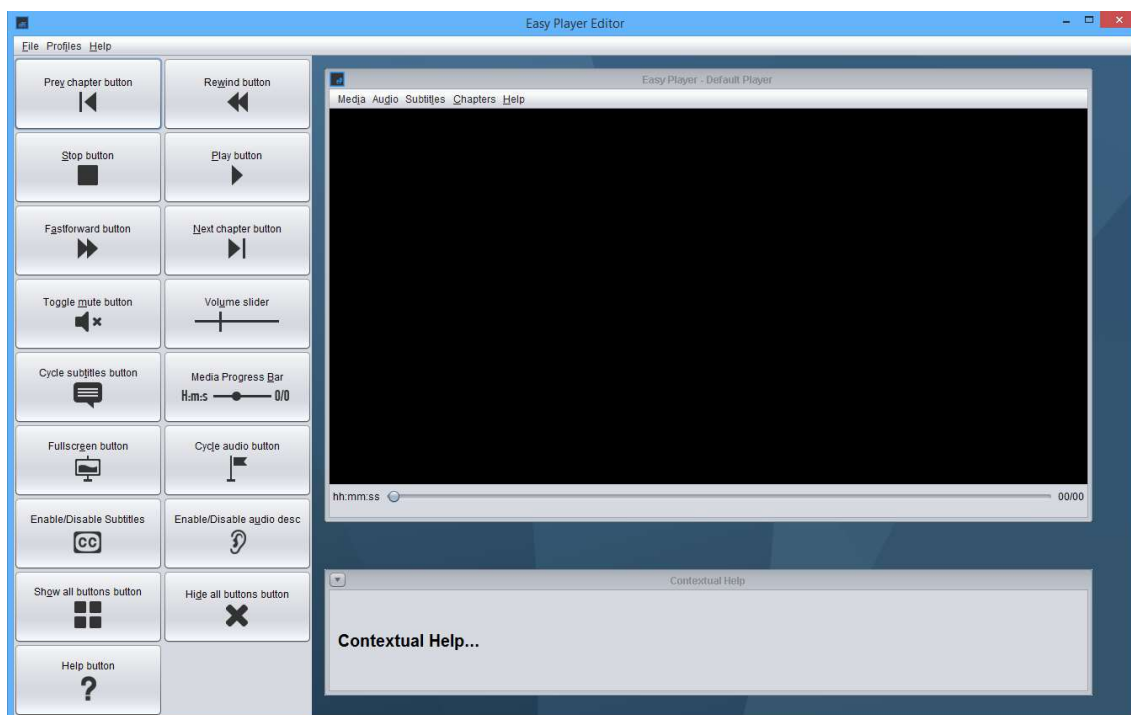 Easy Player Editor
File Profiles Help
Prev chapter button
Rewind button
Stop button
Play button
Fastforward button
Next chapter button
Toggle mute button
Volume slider
Cycle subtitles button
Media Progress Bar
H:m:s 0/0
Fullscreen button
Cycle audio button
Enable/Disable Subtitles
CC
Enable/Disable audio desc
Show all buttons button
Hide all buttons button
Help button
?
Easy Player - Default Player
Media Audio Subtitles Chapters Help
hh:mm:ss 00/00
Contextual Help
Contextual Help...